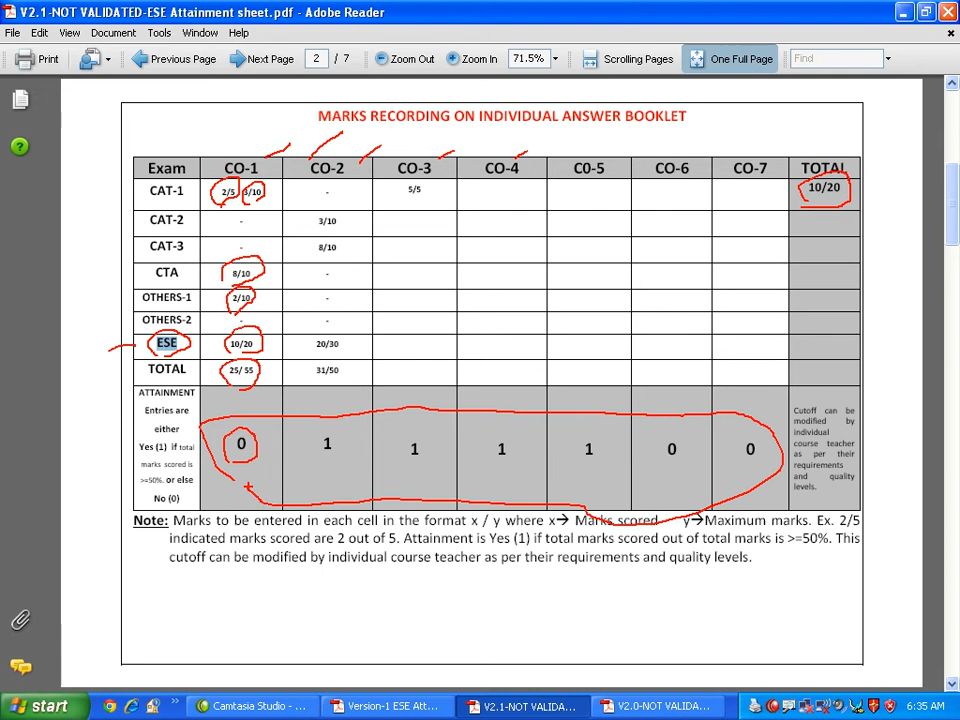 V2.1-NOT VALIDATED-ESE Attainment sheet.pdf - Adobe Reader
File Edit View Document Tools Window Help
Print Previous Page Next Page 2 / 7 Zoom Out Zoom In 71.5% Scrolling Pages One Full Page Find
MARKS RECORDING ON INDIVIDUAL ANSWER BOOKLET
Exam CO-1 CO-2 CO-3 CO-4 C0-5 CO-6 CO-7 TOTAL
CAT-1 2/5 3/10 - 5/5 10/20
CAT-2 - 3/10
CAT-3 - 8/10
CTA 8/10 -
OTHERS-1 2/10 -
OTHERS-2 - -
ESE 10/20 20/30
TOTAL 25/ 55 31/50
ATTAINMENT
Entries are
either
Yes (1) if total
marks scored is
>=50%. or else
No (0)
0 1 1 1 1 0 0
Cutoff can be
modified by
individual
course teacher
as per their
requirements
and quality
levels.
Note: Marks to be entered in each cell in the format x / y where x→ Marks scored y→Maximum marks. Ex. 2/5
indicated marks scored are 2 out of 5. Attainment is Yes (1) if total marks scored out of total marks is >=50%. This
cutoff can be modified by individual course teacher as per their requirements and quality levels.
start Camtasia Studio - ... Version-1 ESE Att... V2.1-NOT VALIDA... V2.0-NOT VALIDA... 6:35 AM